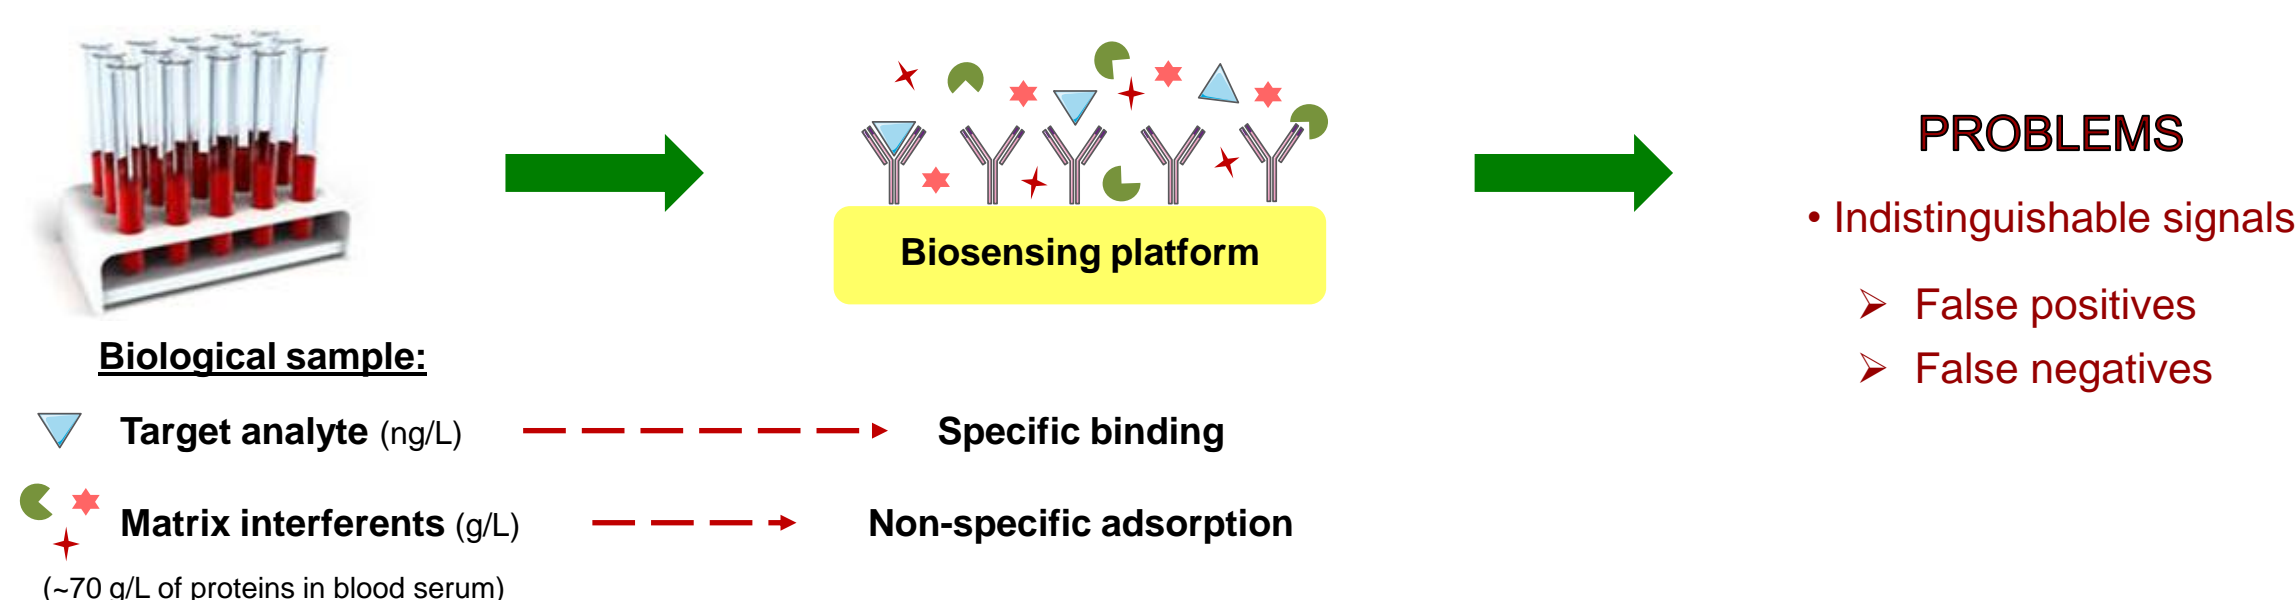 PROBLEMS
• Indistinguishable signals
➢ False positives
➢ False negatives
Biosensing platform
Biological sample:
Target analyte (ng/L)
Specific binding
Matrix interferents (g/L)
Non-specific adsorption
(~70 g/L of proteins in blood serum)